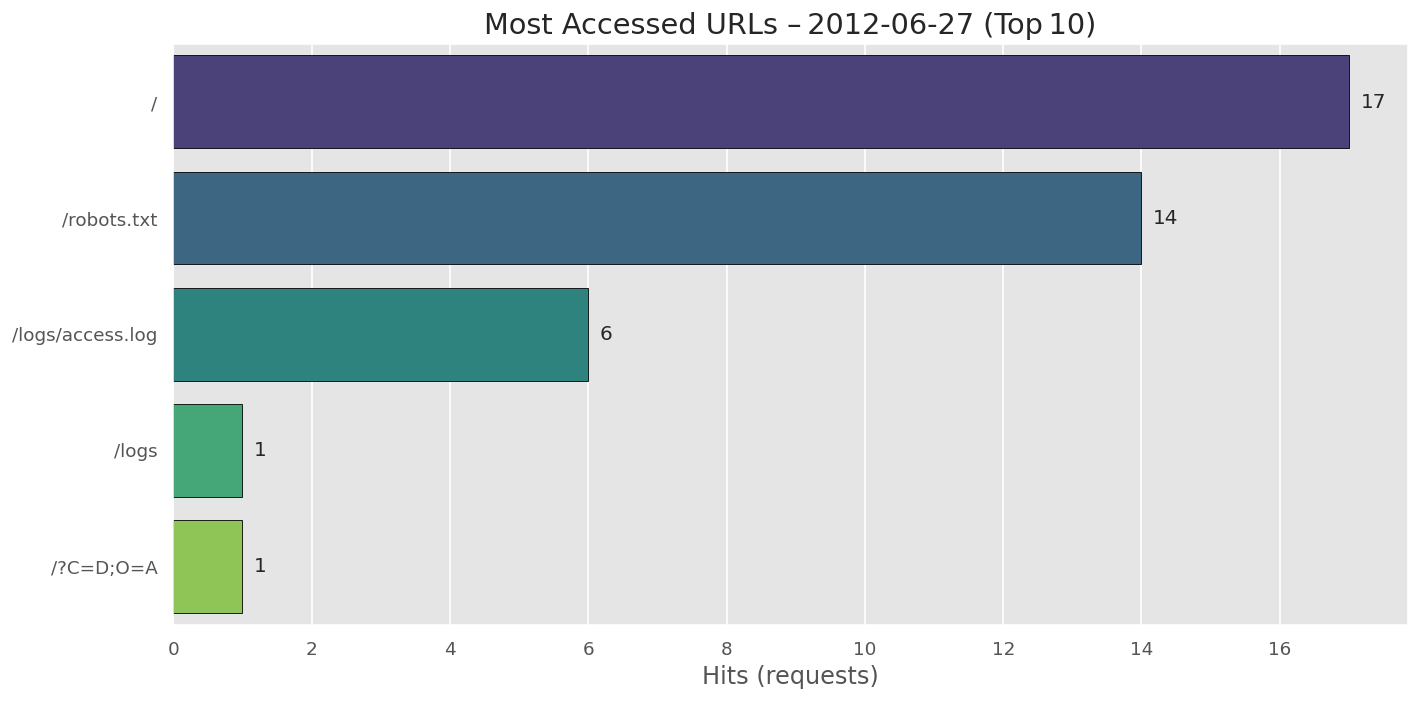 Most Accessed URLs – 2012-06-27 (Top 10)
/
17
/robots.txt
14
/logs/access.log
6
/logs
1
/?C=D;O=A
1
0 2 4 6 8 10 12 14 16
Hits (requests)